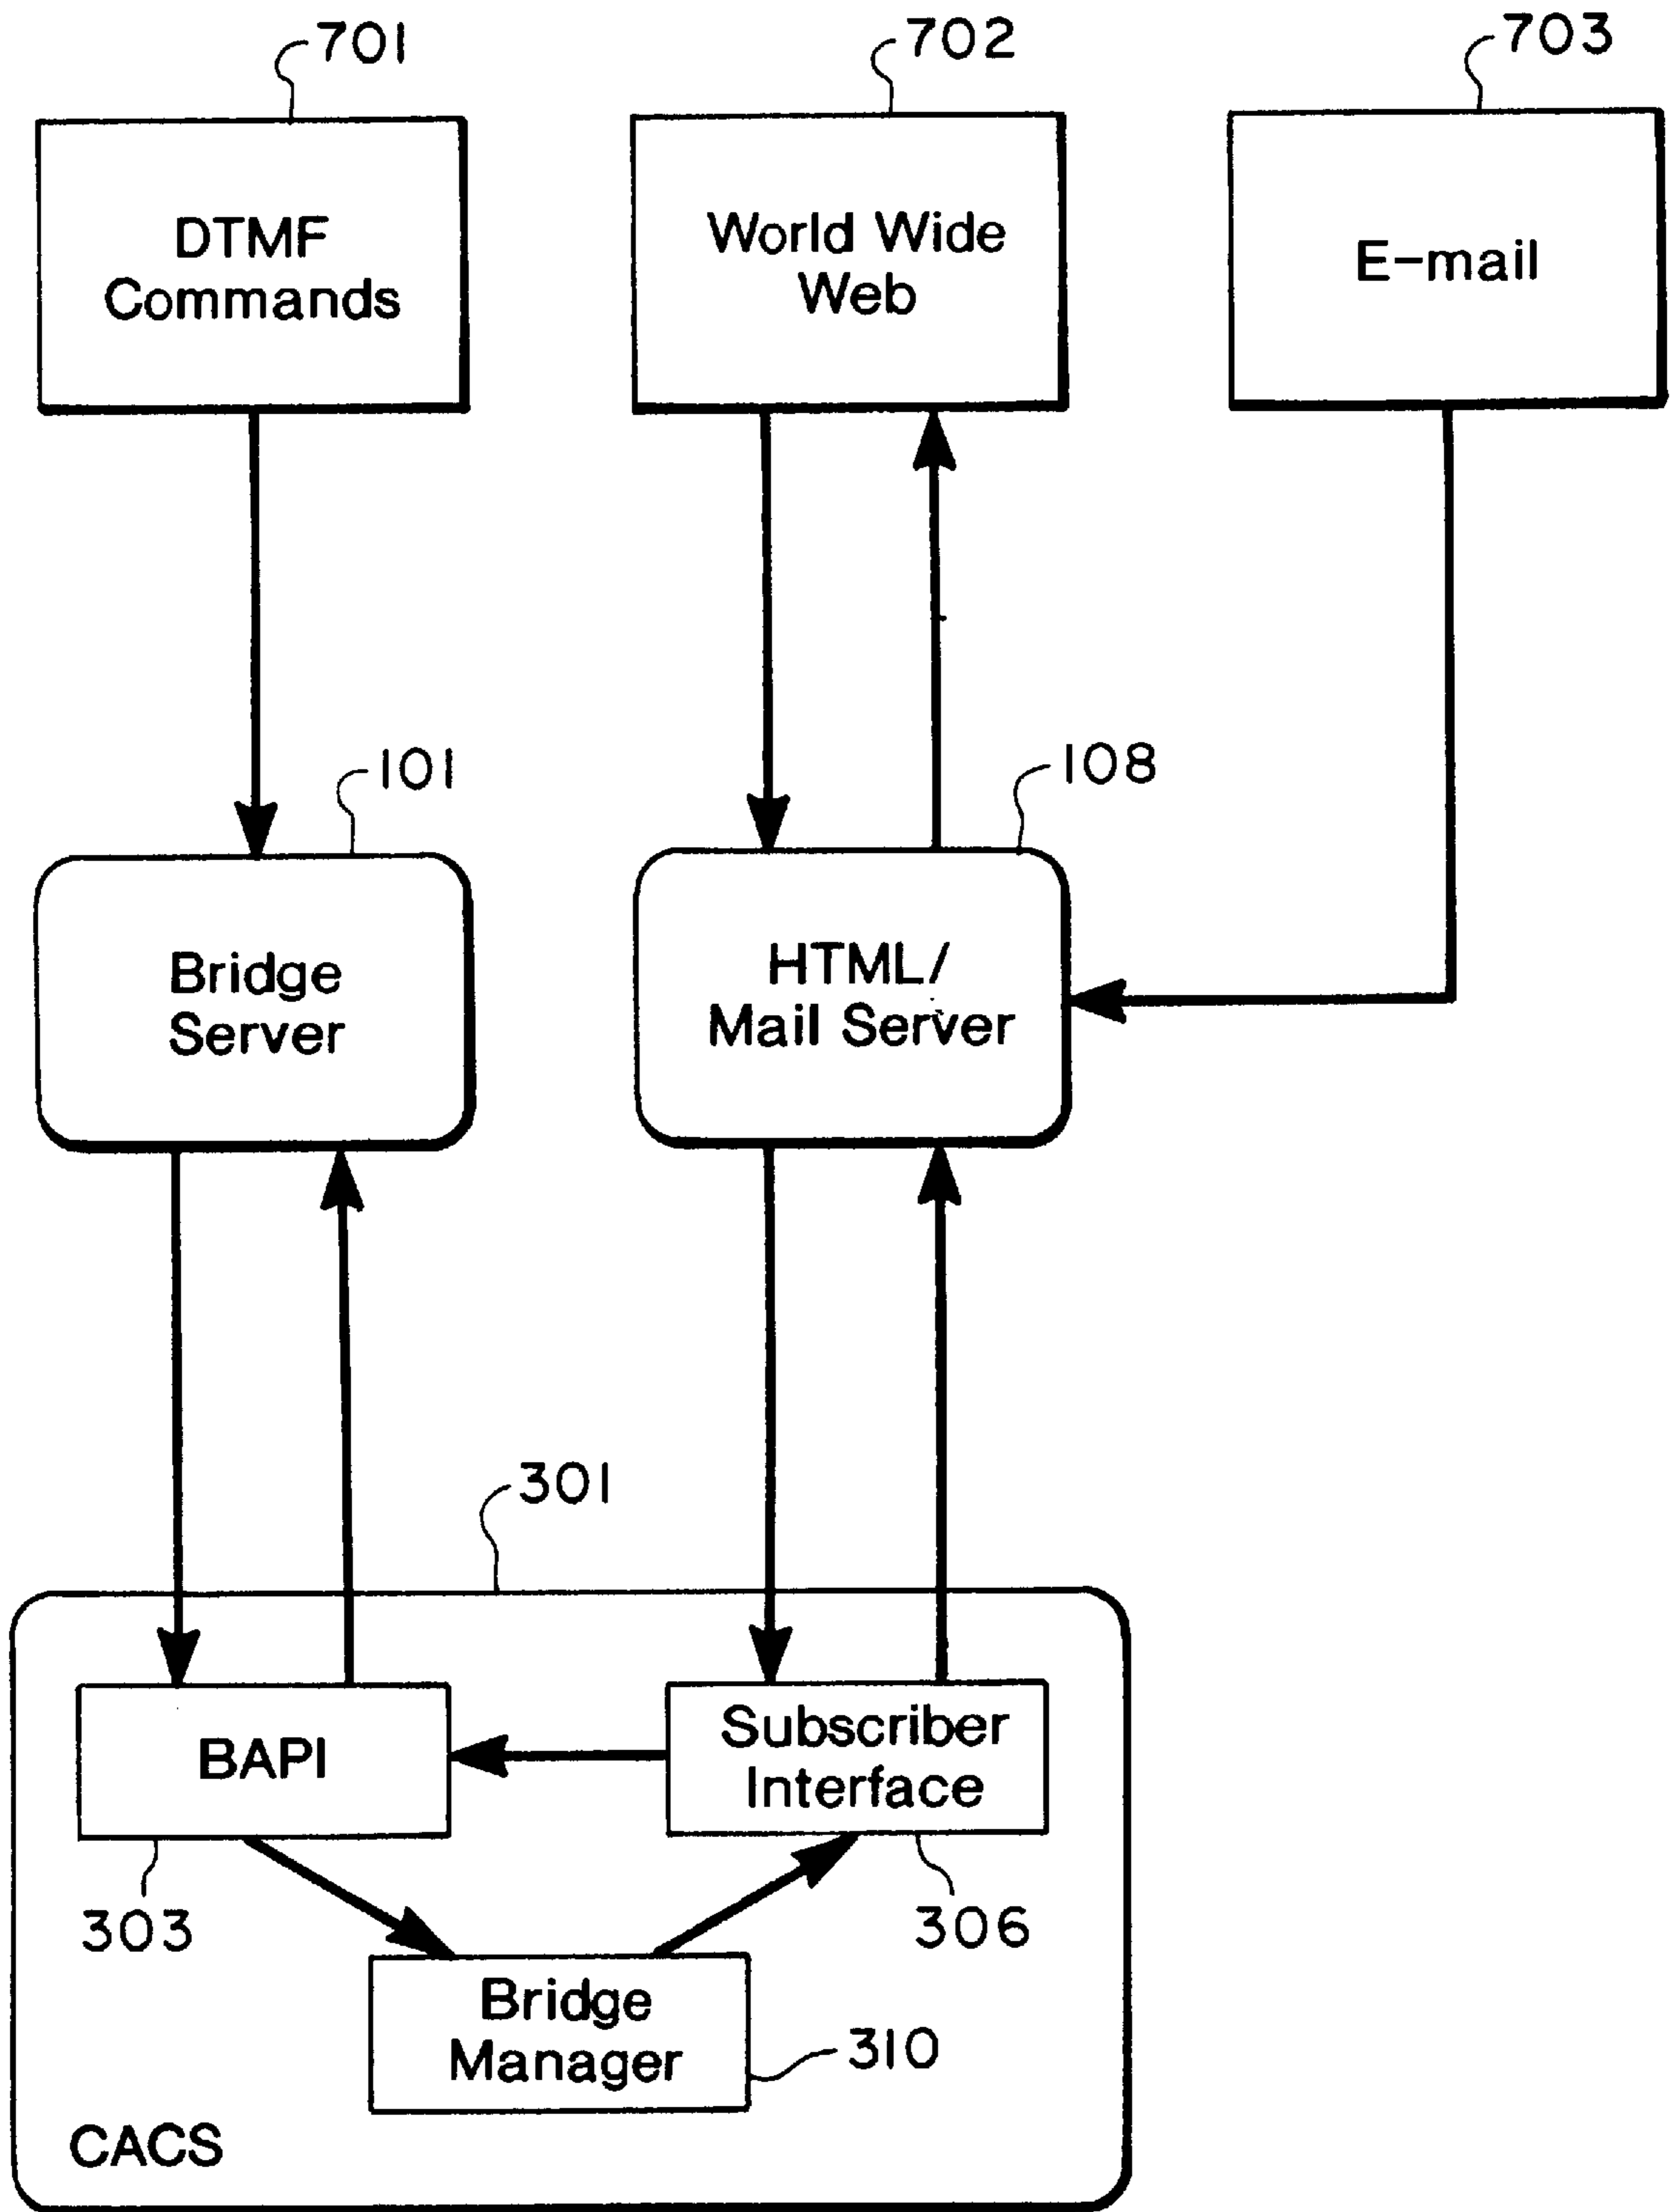 701
702
703
DTMF
Commands
World Wide
Web
E-mail
101
108
Bridge
Server
HTML/
Mail Server
301
BAPI
Subscriber
Interface
303
306
Bridge
Manager
310
CACS